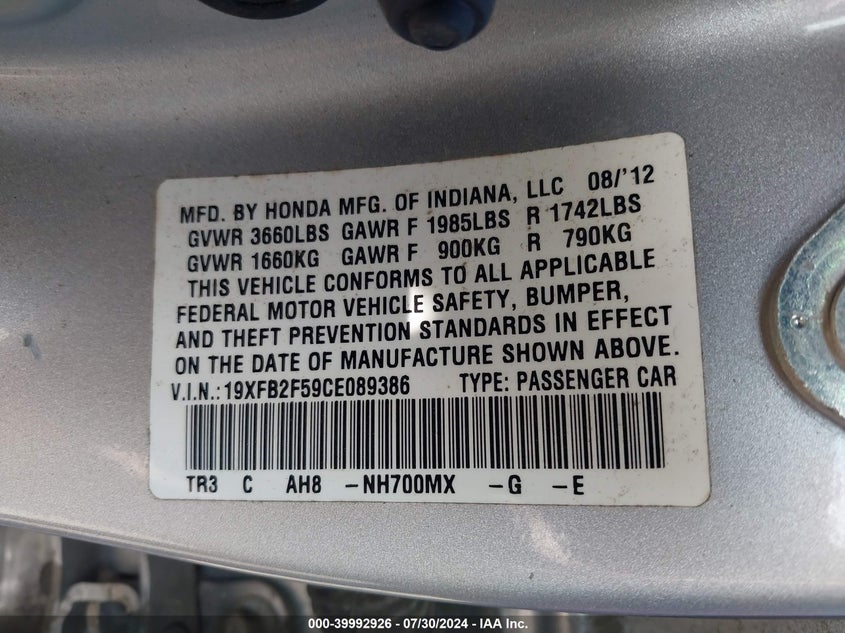 MFD. BY HONDA MFG. OF INDIANA, LLC 08/'12
GVWR 3660LBS GAWR F 1985LBS R 1742LBS
GVWR 1660KG GAWR F 900KG R 790KG
THIS VEHICLE CONFORMS TO ALL APPLICABLE
FEDERAL MOTOR VEHICLE SAFETY, BUMPER,
AND THEFT PREVENTION STANDARDS IN EFFECT
ON THE DATE OF MANUFACTURE SHOWN ABOVE.
V.I.N.:19XFB2F59CE089386 TYPE: PASSENGER CAR
TR3 C AH8 -NH700MX -G -E
000-39992926 - 07/30/2024 - IAA Inc.